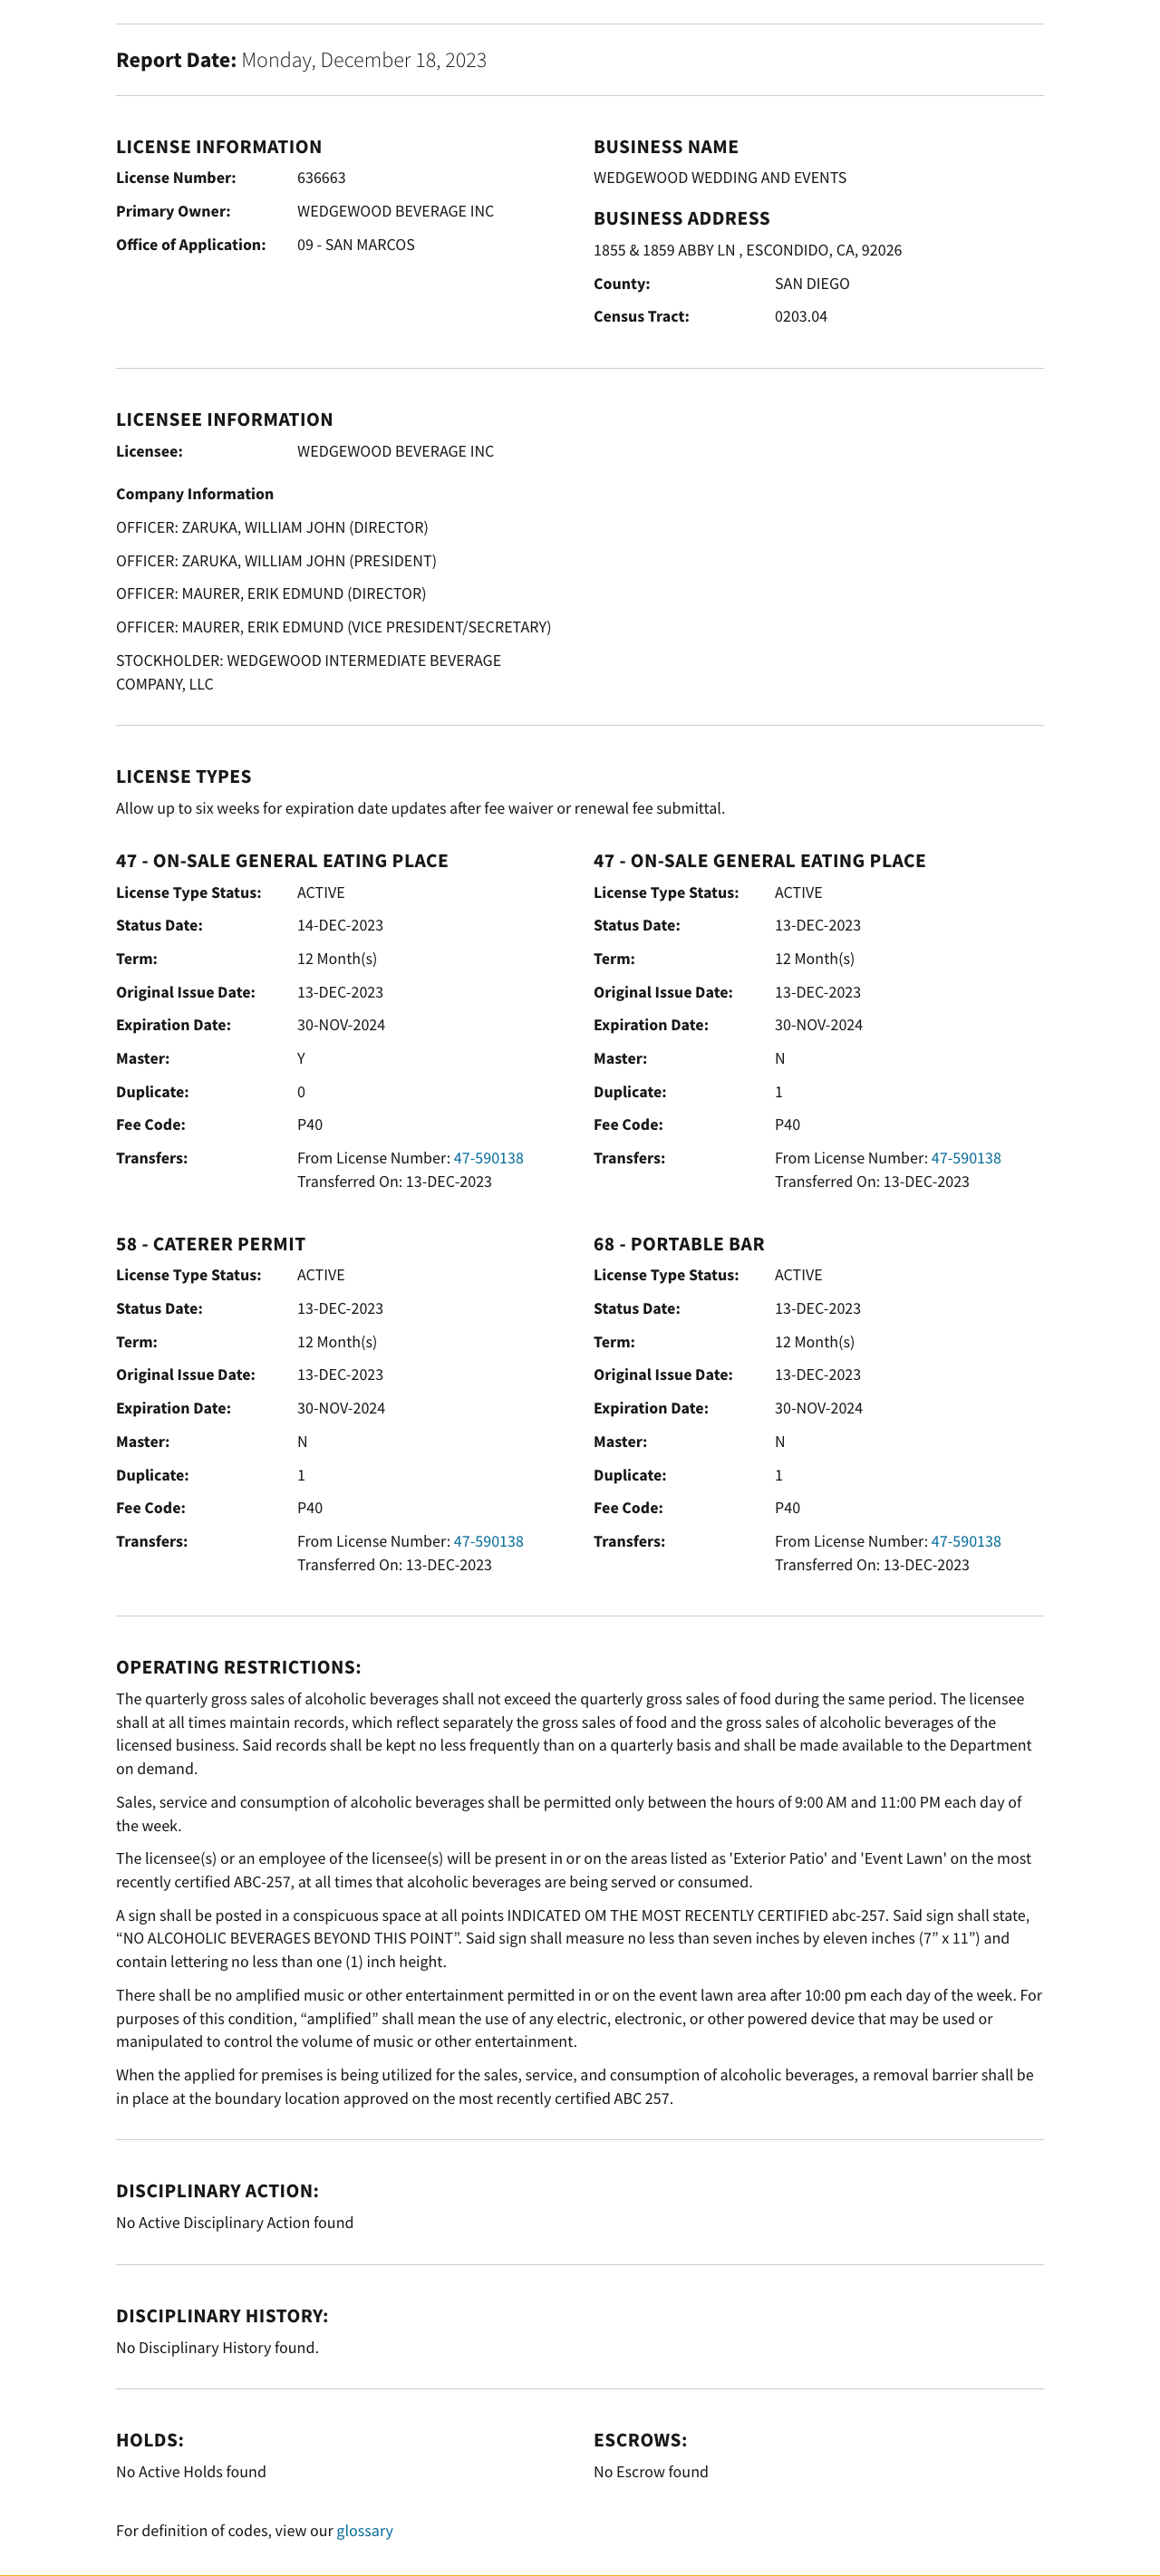 Report Date: Monday, December 18, 2023
LICENSE INFORMATION
License Number: 636663
Primary Owner: WEDGEWOOD BEVERAGE INC
Office of Application: 09 - SAN MARCOS
BUSINESS NAME
WEDGEWOOD WEDDING AND EVENTS
BUSINESS ADDRESS
1855 & 1859 ABBY LN , ESCONDIDO, CA, 92026
County: SAN DIEGO
Census Tract: 0203.04
LICENSEE INFORMATION
Licensee: WEDGEWOOD BEVERAGE INC
Company Information
OFFICER: ZARUKA, WILLIAM JOHN (DIRECTOR)
OFFICER: ZARUKA, WILLIAM JOHN (PRESIDENT)
OFFICER: MAURER, ERIK EDMUND (DIRECTOR)
OFFICER: MAURER, ERIK EDMUND (VICE PRESIDENT/SECRETARY)
STOCKHOLDER: WEDGEWOOD INTERMEDIATE BEVERAGE
COMPANY, LLC
LICENSE TYPES
Allow up to six weeks for expiration date updates after fee waiver or renewal fee submittal.
47 - ON-SALE GENERAL EATING PLACE
License Type Status: ACTIVE
Status Date: 14-DEC-2023
Term: 12 Month(s)
Original Issue Date: 13-DEC-2023
Expiration Date: 30-NOV-2024
Master: Y
Duplicate: 0
Fee Code: P40
Transfers: From License Number: 47-590138
Transferred On: 13-DEC-2023
47 - ON-SALE GENERAL EATING PLACE
License Type Status: ACTIVE
Status Date: 13-DEC-2023
Term: 12 Month(s)
Original Issue Date: 13-DEC-2023
Expiration Date: 30-NOV-2024
Master: N
Duplicate: 1
Fee Code: P40
Transfers: From License Number: 47-590138
Transferred On: 13-DEC-2023
58 - CATERER PERMIT
License Type Status: ACTIVE
Status Date: 13-DEC-2023
Term: 12 Month(s)
Original Issue Date: 13-DEC-2023
Expiration Date: 30-NOV-2024
Master: N
Duplicate: 1
Fee Code: P40
Transfers: From License Number: 47-590138
Transferred On: 13-DEC-2023
68 - PORTABLE BAR
License Type Status: ACTIVE
Status Date: 13-DEC-2023
Term: 12 Month(s)
Original Issue Date: 13-DEC-2023
Expiration Date: 30-NOV-2024
Master: N
Duplicate: 1
Fee Code: P40
Transfers: From License Number: 47-590138
Transferred On: 13-DEC-2023
OPERATING RESTRICTIONS:
The quarterly gross sales of alcoholic beverages shall not exceed the quarterly gross sales of food during the same period. The licensee
shall at all times maintain records, which reflect separately the gross sales of food and the gross sales of alcoholic beverages of the
licensed business. Said records shall be kept no less frequently than on a quarterly basis and shall be made available to the Department
on demand.
Sales, service and consumption of alcoholic beverages shall be permitted only between the hours of 9:00 AM and 11:00 PM each day of
the week.
The licensee(s) or an employee of the licensee(s) will be present in or on the areas listed as 'Exterior Patio' and 'Event Lawn' on the most
recently certified ABC-257, at all times that alcoholic beverages are being served or consumed.
A sign shall be posted in a conspicuous space at all points INDICATED OM THE MOST RECENTLY CERTIFIED abc-257. Said sign shall state,
“NO ALCOHOLIC BEVERAGES BEYOND THIS POINT”. Said sign shall measure no less than seven inches by eleven inches (7” x 11”) and
contain lettering no less than one (1) inch height.
There shall be no amplified music or other entertainment permitted in or on the event lawn area after 10:00 pm each day of the week. For
purposes of this condition, “amplified” shall mean the use of any electric, electronic, or other powered device that may be used or
manipulated to control the volume of music or other entertainment.
When the applied for premises is being utilized for the sales, service, and consumption of alcoholic beverages, a removal barrier shall be
in place at the boundary location approved on the most recently certified ABC 257.
DISCIPLINARY ACTION:
No Active Disciplinary Action found
DISCIPLINARY HISTORY:
No Disciplinary History found.
HOLDS:
No Active Holds found
ESCROWS:
No Escrow found
For definition of codes, view our glossary